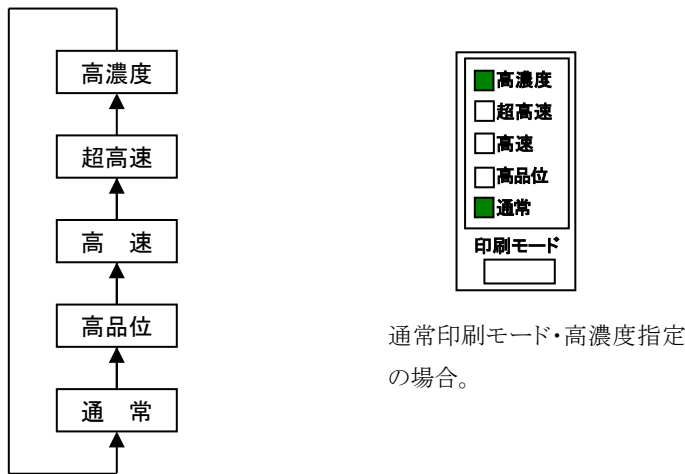 高濃度
超高速
高　速
高品位
通　常
高濃度
超高速
高速
高品位
通常
印刷モード
通常印刷モード・高濃度指定
の場合。